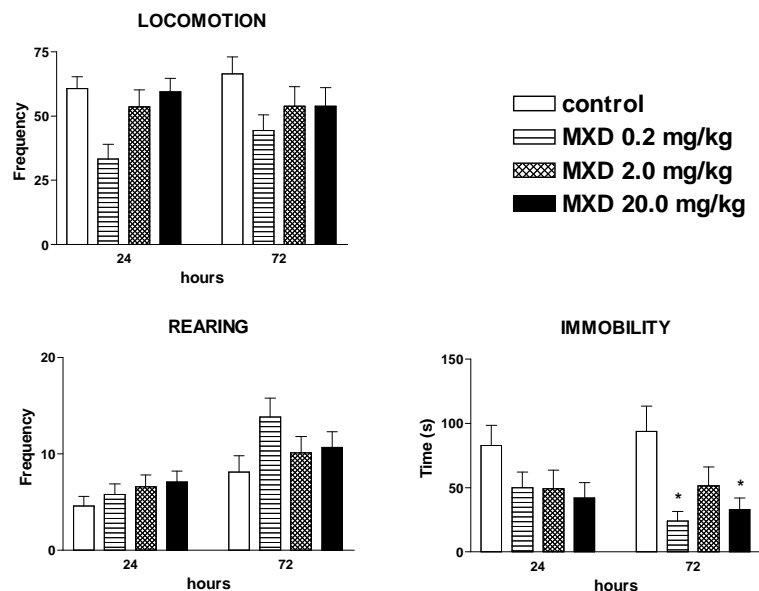 LOCOMOTION
75
50
25
0
Frequency
24
72
hours
control
MXD 0.2 mg/kg
MXD 2.0 mg/kg
MXD 20.0 mg/kg
REARING
20
10
0
Frequency
24
72
hours
IMMOBILITY
150
100
50
0
Time (s)
* *
24
72
hours